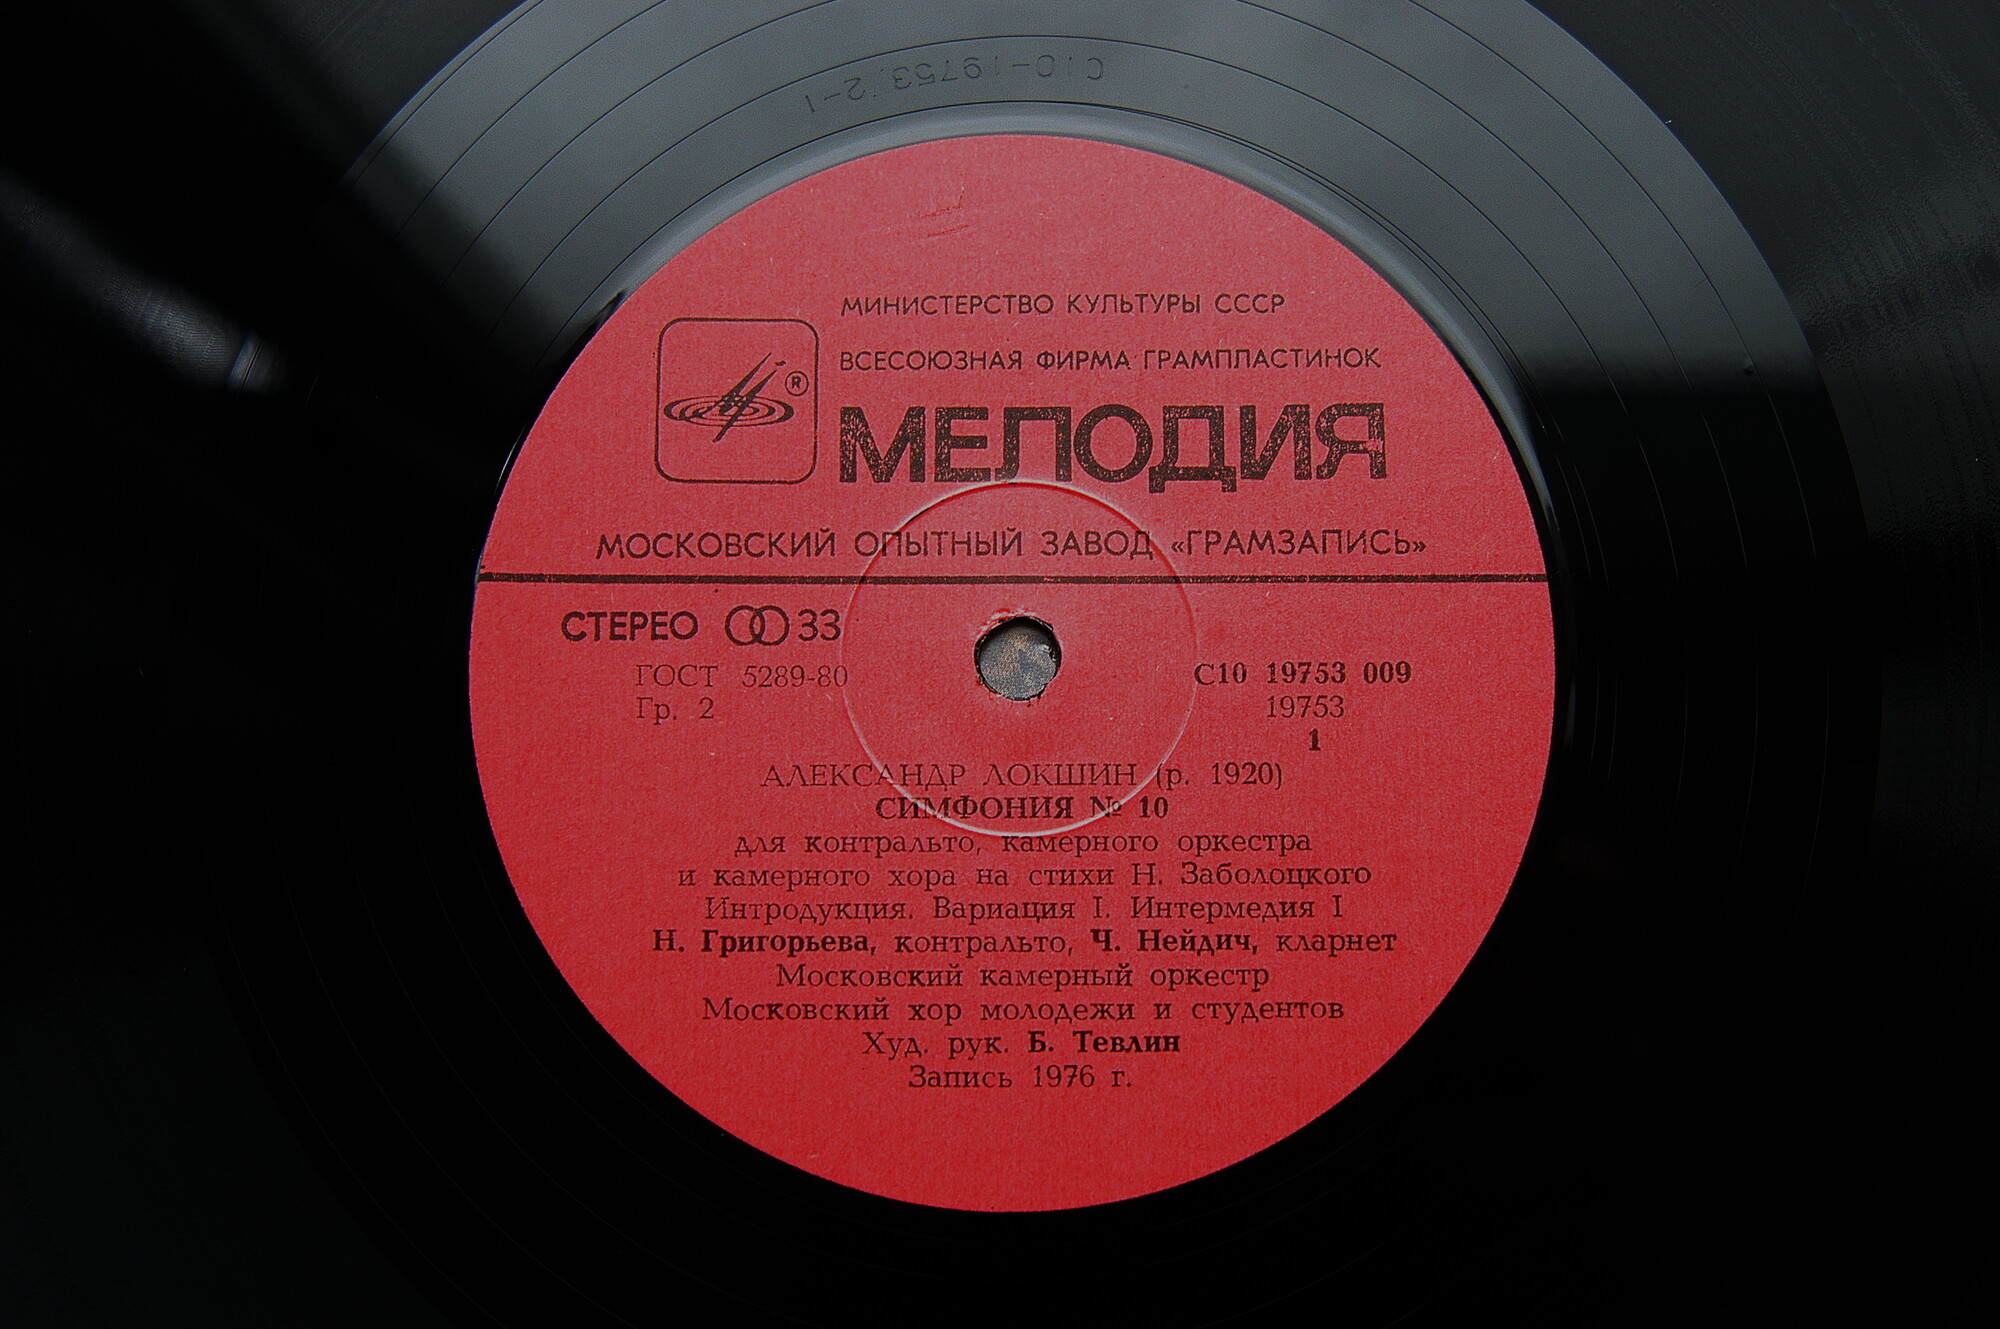 С10-19753/2-1
МИНИСТЕРСТВО КУЛЬТУРЫ СССР
ВСЕСОЮЗНАЯ ФИРМА ГРАМПЛАСТИНОК
®
МЕЛОДИЯ
МОСКОВСКИЙ ОПЫТНЫЙ ЗАВОД «ГРАМЗАПИСЬ»
СТЕРЕО 33
ГОСТ 5289-80
Гр. 2
С10 19753 009
19753
1
АЛЕКСАНДР ЛОКШИН (р. 1920)
СИМФОНИЯ № 10
для контральто, камерного оркестра
и камерного хора на стихи Н. Заболоцкого
Интродукция. Вариация I. Интермедия I
Н. Григорьева, контральто, Ч. Нейдич, кларнет
Московский камерный оркестр
Московский хор молодежи и студентов
Худ. рук. Б. Тевлин
Запись 1976 г.